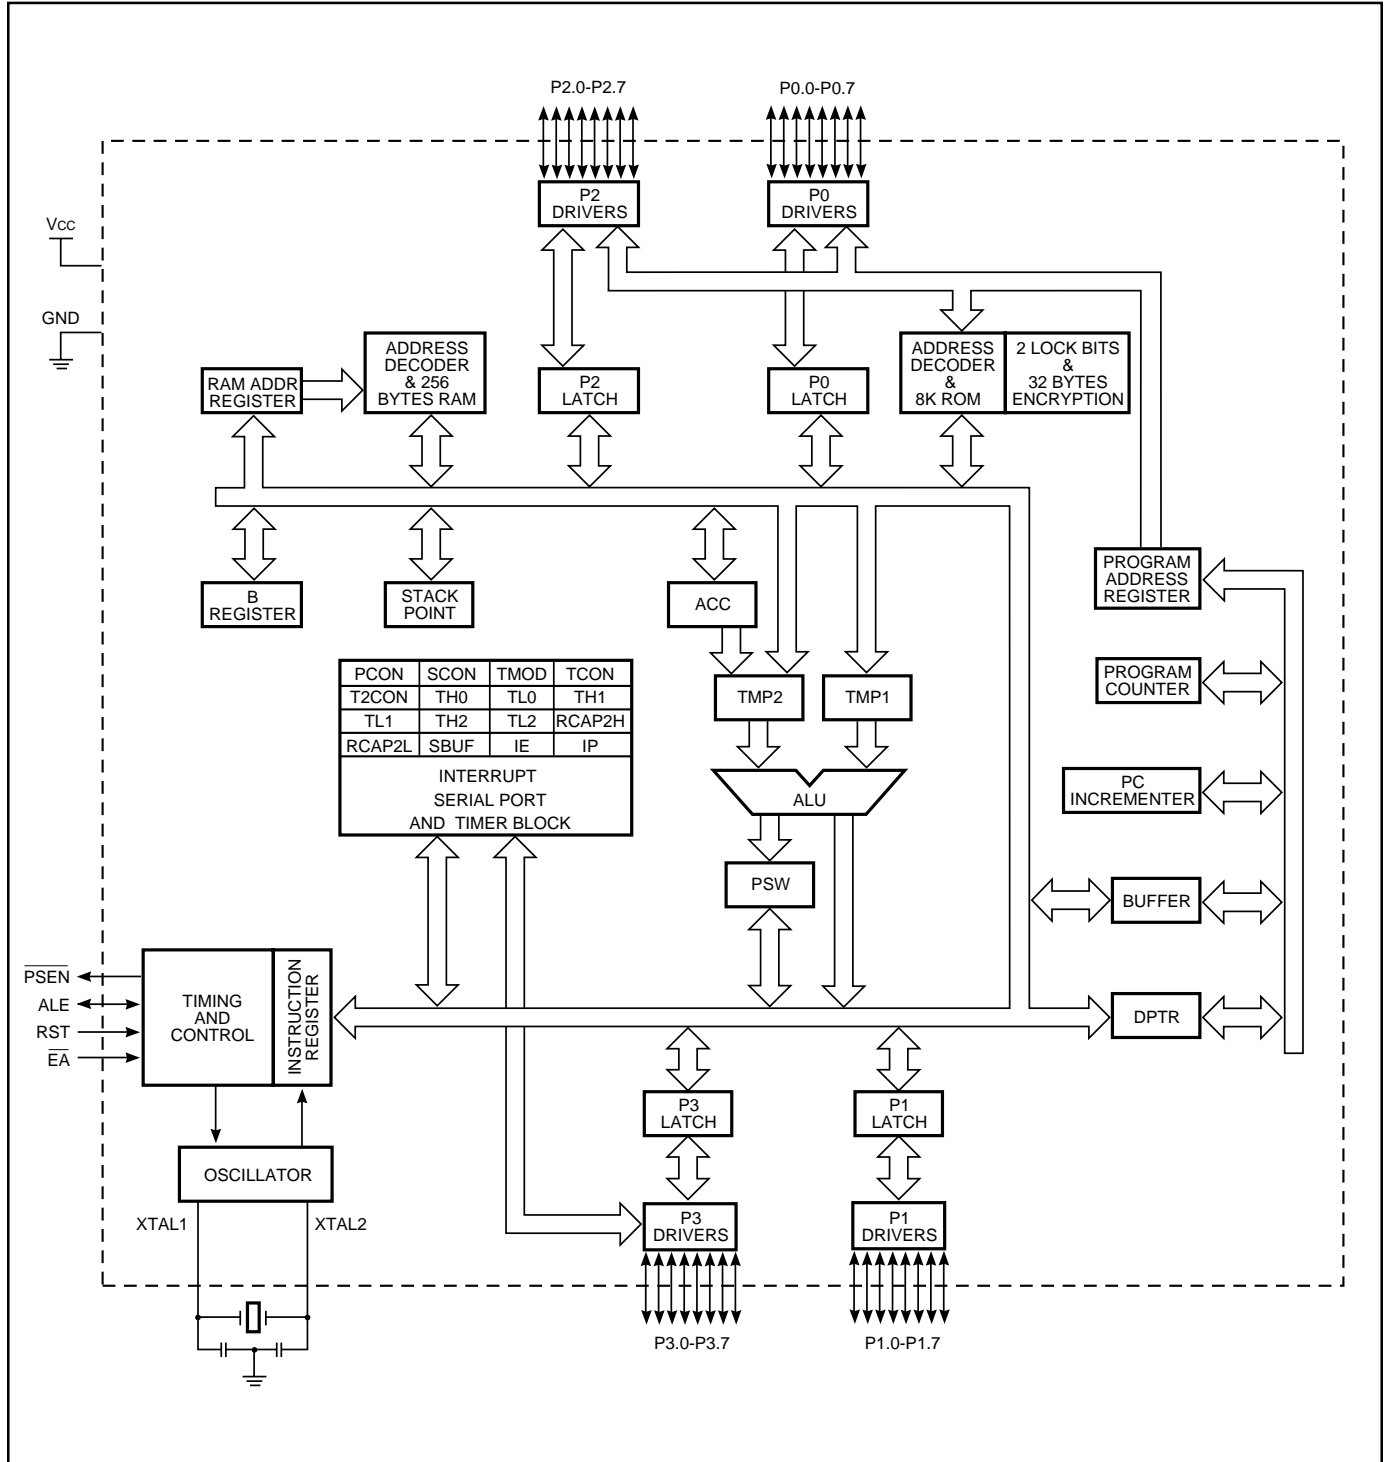 P2.0-P2.7
P0.0-P0.7
P2
DRIVERS
P0
DRIVERS
VCC
GND
RAM ADDR
REGISTER
ADDRESS
DECODER
& 256
BYTES RAM
P2
LATCH
P0
LATCH
ADDRESS
DECODER
&
8K ROM
2 LOCK BITS
&
32 BYTES
ENCRYPTION
B
REGISTER
STACK
POINT
ACC
PROGRAM
ADDRESS
REGISTER
PCON SCON TMOD TCON
T2CON TH0 TL0 TH1
TL1 TH2 TL2 RCAP2H
RCAP2L SBUF IE IP
INTERRUPT
SERIAL PORT
AND TIMER BLOCK
TMP2
TMP1
PROGRAM
COUNTER
ALU
PC
INCREMENTER
PSW
BUFFER
PSEN
ALE
RST
EA
TIMING
AND
CONTROL
INSTRUCTION
REGISTER
DPTR
P3
LATCH
P1
LATCH
OSCILLATOR
XTAL1
XTAL2
P3
DRIVERS
P1
DRIVERS
P3.0-P3.7
P1.0-P1.7